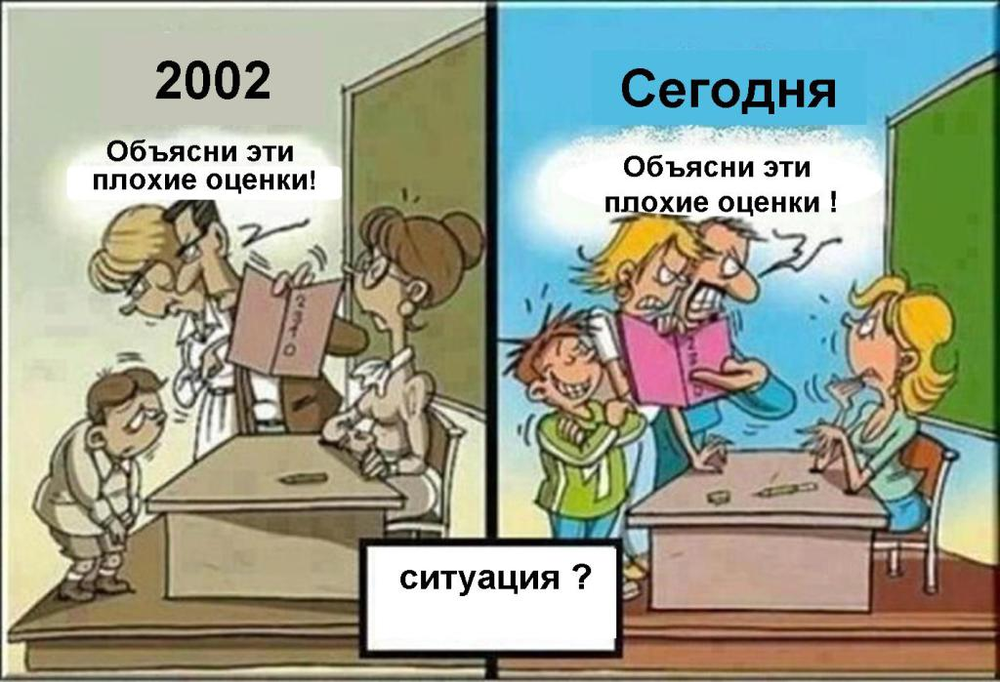 2002
Объясни эти
плохие оценки!
Сегодня
Объясни эти
плохие оценки !
ситуация ?